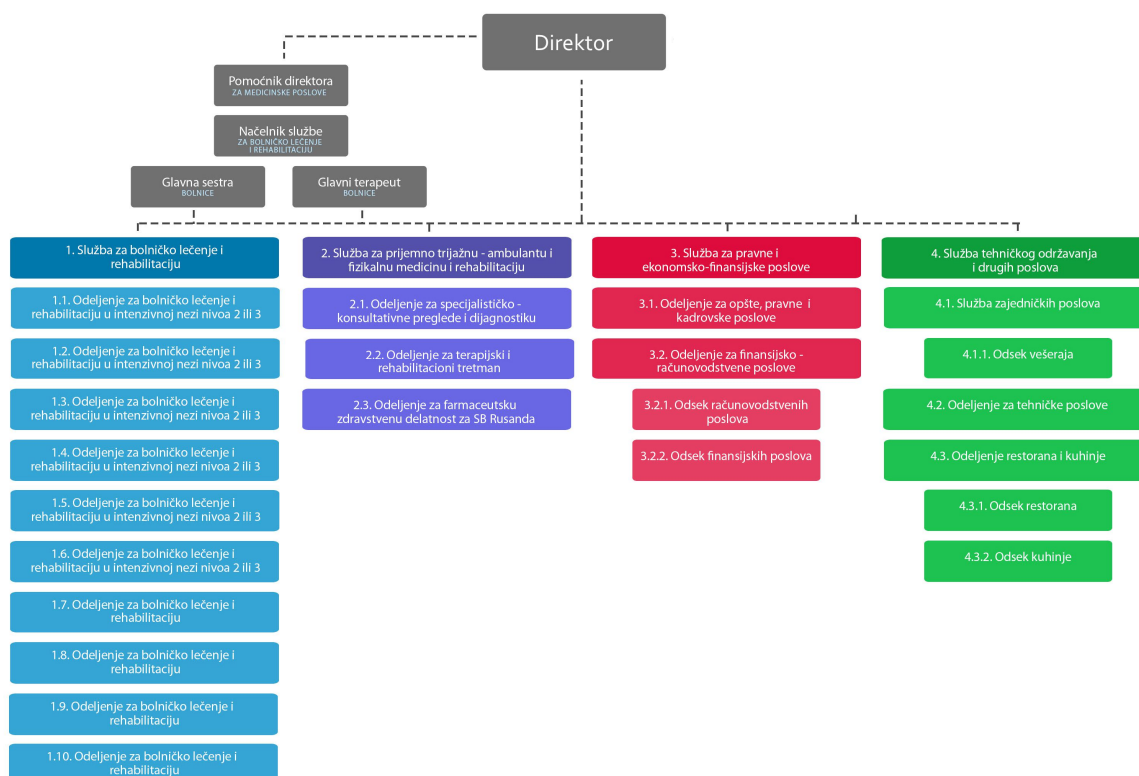 Direktor
Pomoćnik direktora
ZA MEDICINSKE POSLOVE
Načelnik službe
ZA BOLNIČKO LEČENJE
I REHABILITACIJU
Glavna sestra
BOLNICE
Glavni terapeut
BOLNICE
1. Služba za bolničko lečenje i
rehabilitaciju
1.1. Odeljenje za bolničko lečenje i
rehabilitaciju u intenzivnoj nezi nivoa 2 ili 3
1.2. Odeljenje za bolničko lečenje i
rehabilitaciju u intenzivnoj nezi nivoa 2 ili 3
1.3. Odeljenje za bolničko lečenje i
rehabilitaciju u intenzivnoj nezi nivoa 2 ili 3
1.4. Odeljenje za bolničko lečenje i
rehabilitaciju u intenzivnoj nezi nivoa 2 ili 3
1.5. Odeljenje za bolničko lečenje i
rehabilitaciju u intenzivnoj nezi nivoa 2 ili 3
1.6. Odeljenje za bolničko lečenje i
rehabilitaciju u intenzivnoj nezi nivoa 2 ili 3
1.7. Odeljenje za bolničko lečenje i
rehabilitaciju
1.8. Odeljenje za bolničko lečenje i
rehabilitaciju
1.9. Odeljenje za bolničko lečenje i
rehabilitaciju
1.10. Odeljenje za bolničko lečenje i
rehabilitaciju
2. Služba za prijemno trijažnu - ambulantu i
fizikalnu medicinu i rehabilitaciju
2.1. Odeljenje za specijalističko -
konsultativne preglede i dijagnostiku
2.2. Odeljenje za terapijski i
rehabilitacioni tretman
2.3. Odeljenje za farmaceutsku
zdravstvenu delatnost za SB Rusanda
3. Služba za pravne i
ekonomsko-finansijske poslove
3.1. Odeljenje za opšte, pravne i
kadrovske poslove
3.2. Odeljenje za finansijsko -
računovodstvene poslove
3.2.1. Odsek računovodstvenih
poslova
3.2.2. Odsek finansijskih poslova
4. Služba tehničkog održavanja
i drugih poslova
4.1. Služba zajedničkih poslova
4.1.1. Odsek vešeraja
4.2. Odeljenje za tehničke poslove
4.3. Odeljenje restorana i kuhinje
4.3.1. Odsek restorana
4.3.2. Odsek kuhinje